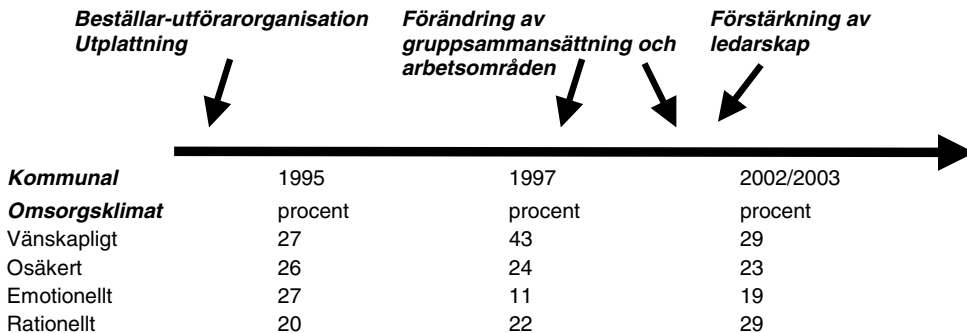 Beställar-utförarorganisation
Utplattning
Förändring av
gruppsammansättning och
arbetsområden
Förstärkning av
ledarskap
Kommunal 1995 1997 2002/2003
Omsorgsklimat procent procent procent
Vänskapligt 27 43 29
Osäkert 26 24 23
Emotionellt 27 11 19
Rationellt 20 22 29